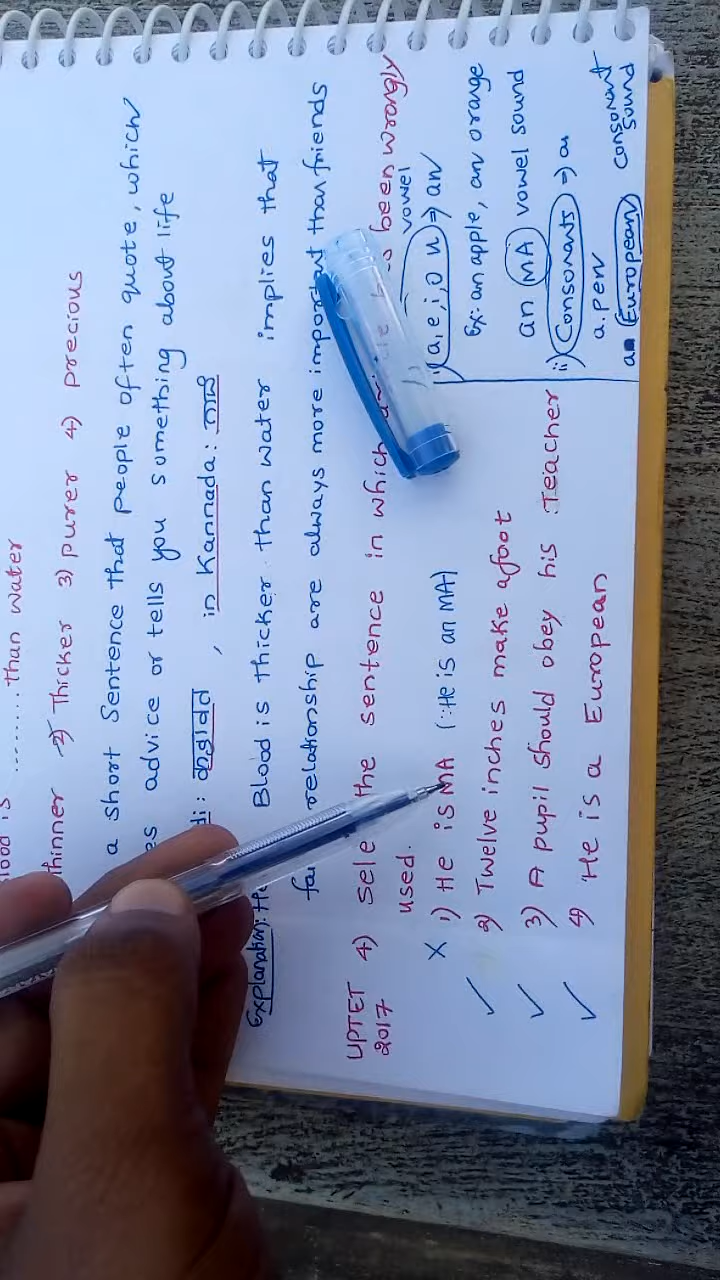 than water
thinner 2) Thicker 3) purer 4) precious
a short Sentence that people often quote, which
advice or tells you something about life
कहावत , in Kannada: ಗಾದೆ
Explanation: Blood is thicker than water implies that
relationship are always more important than friends
UPTET 2017 4) the sentence in which been wrongly
used.
X 1) He is MA (∵He is an MA)
✓ 2) Twelve inches make a foot
✓ 3) A pupil should obey his Teacher
✓ 4) He is a European
vowel
i) a, e, i, o u ⇒ an
Ex: an apple, an orange
an MA vowel sound
ii) Consonants ⇒ a
a pen
a European consonant sound